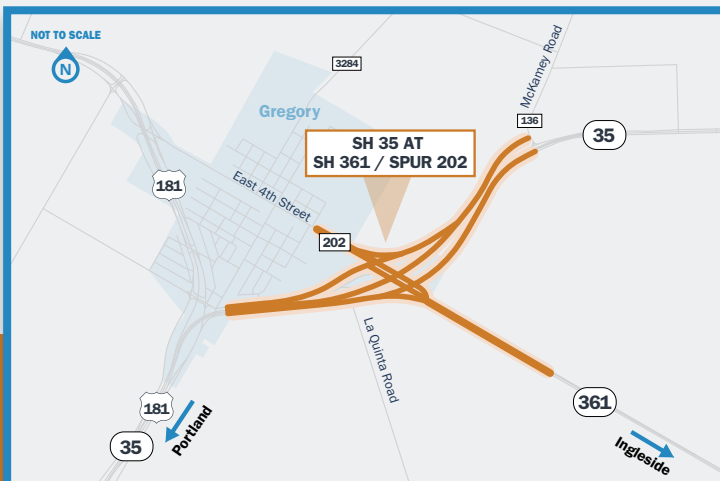 NOT TO SCALE
N
3284
McKamey Road
136
35
Gregory
SH 35 AT
SH 361 / SPUR 202
181
East 4th Street
202
La Quinta Road
181
35
Portland
361
Ingleside